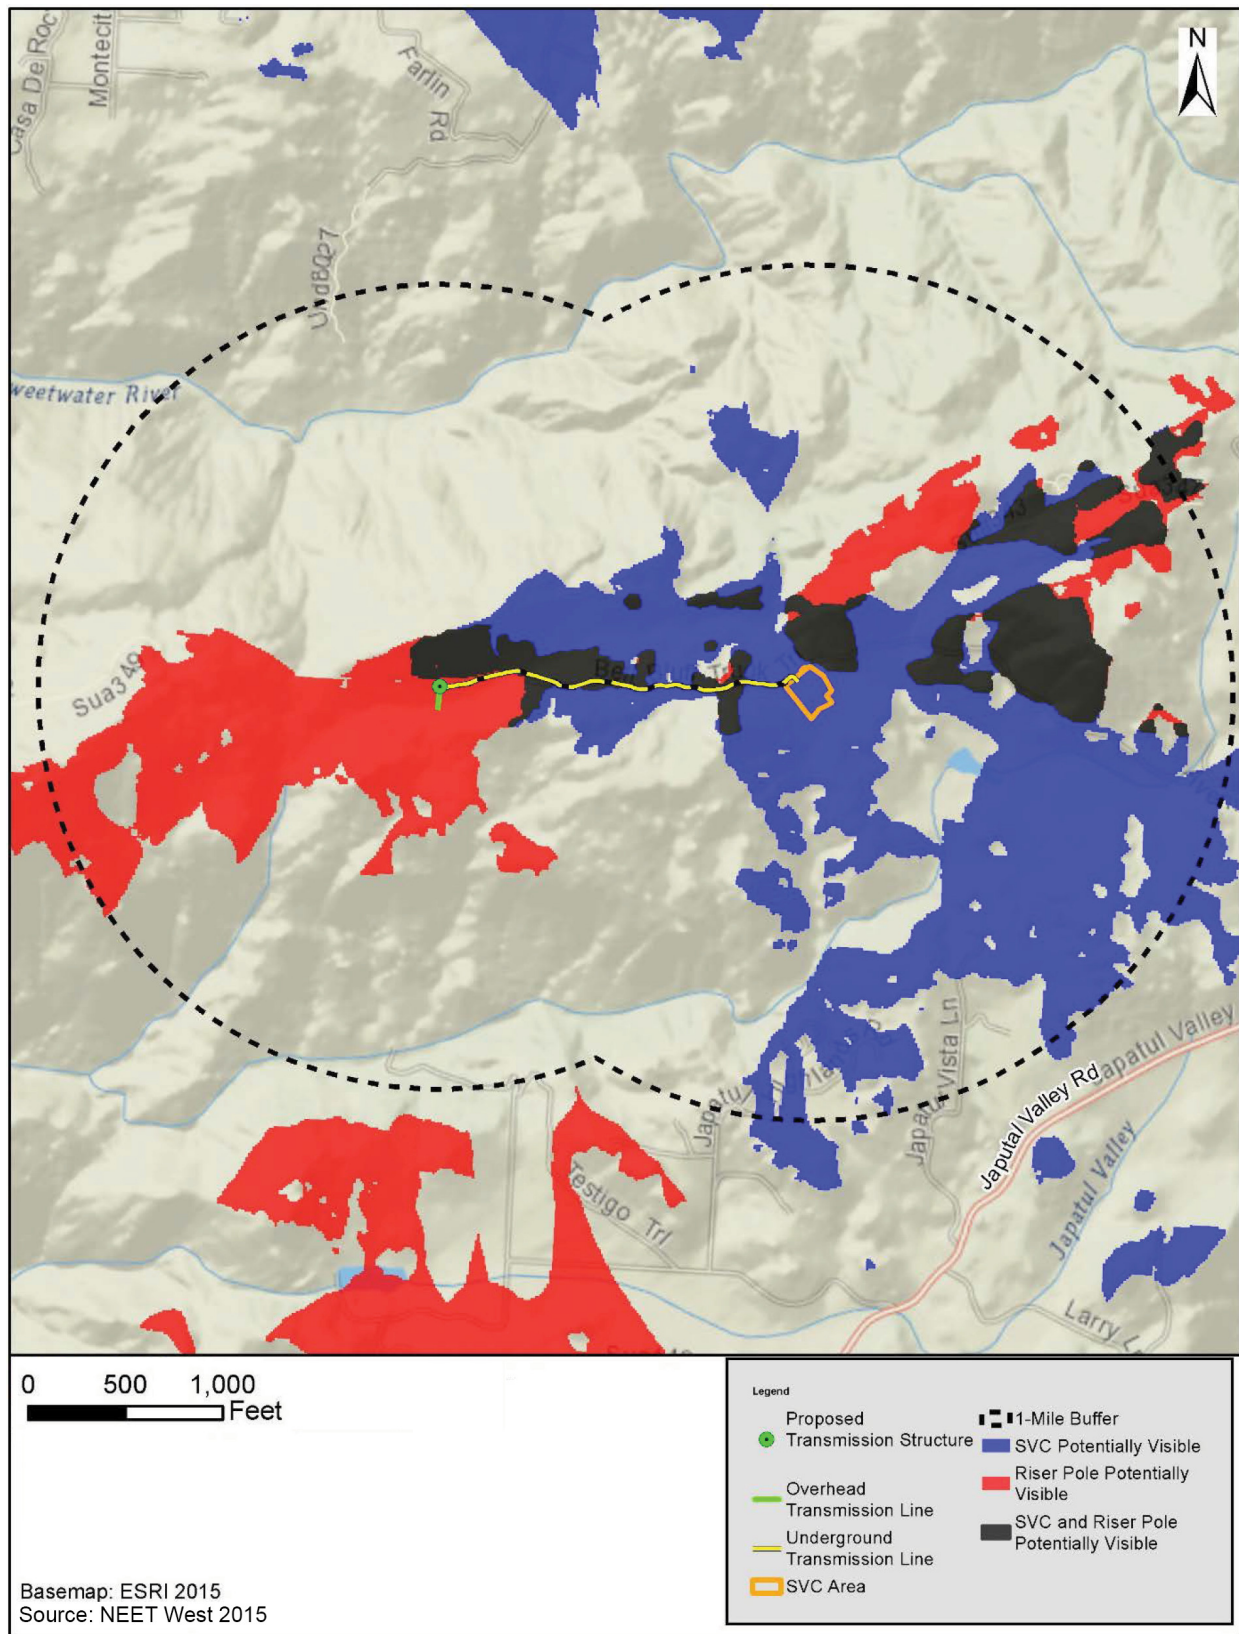 N
Casa De Roc
Montecit
Farlin
Rd
weetwater River
Sua349
Japatul Vista Ln
Japutal Valley Rd
Japatul Valley
Japatul Valley
Testigo Trl
Larry Ln
0 500 1,000
Feet
Basemap: ESRI 2015
Source: NEET West 2015
Legend
Proposed
Transmission Structure
Overhead
Transmission Line
Underground
Transmission Line
SVC Area
1-Mile Buffer
SVC Potentially Visible
Riser Pole Potentially
Visible
SVC and Riser Pole
Potentially Visible